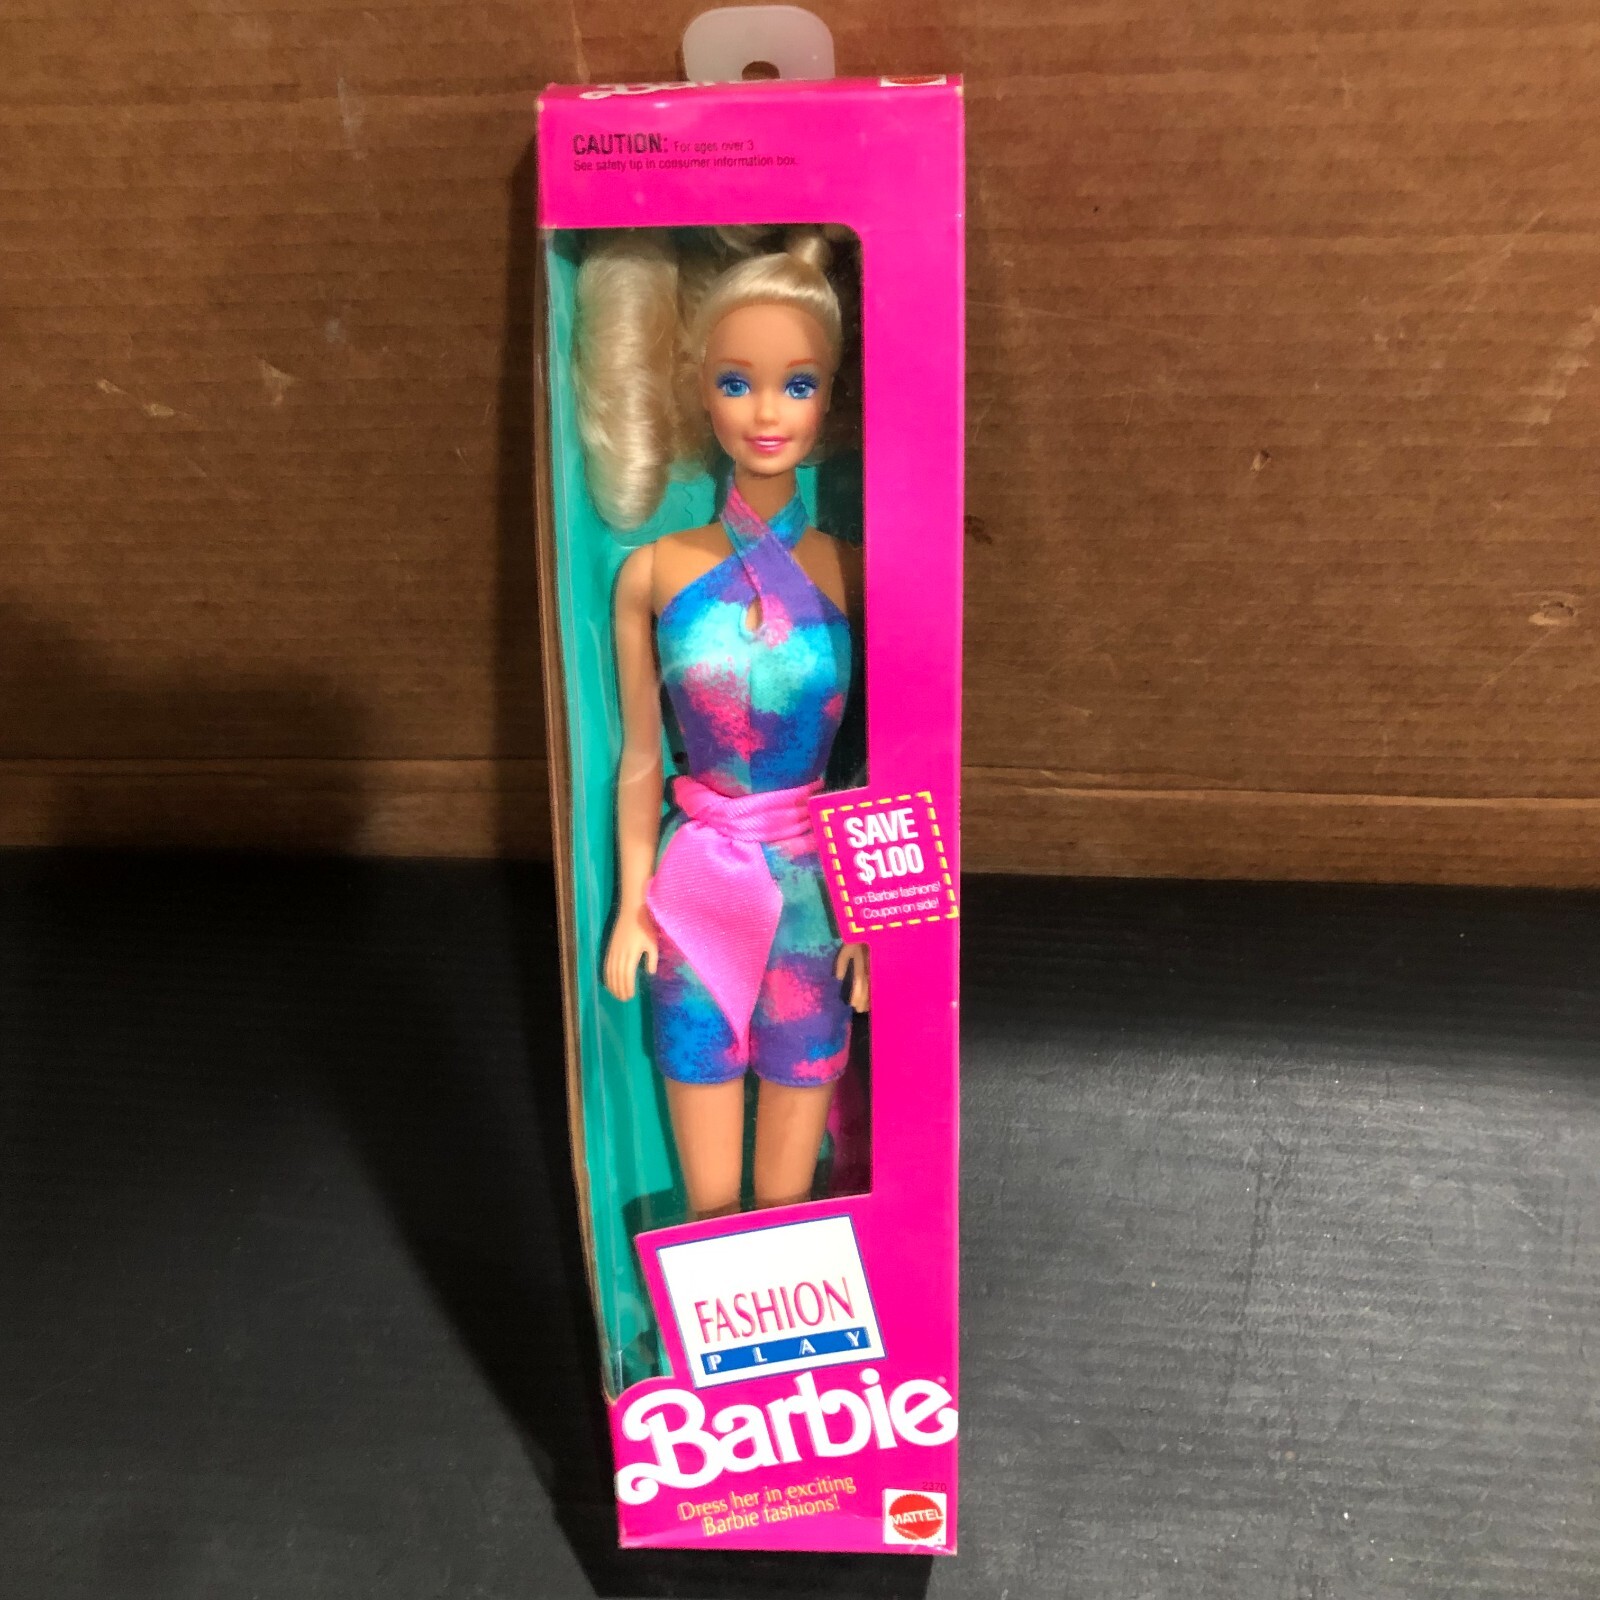 CAUTION: For ages over 3
See safety tip in consumer information box.
SAVE
$1.00
on Barbie fashions!
Coupon on side!
FASHION
PLAY
Barbie
Dress her in exciting
Barbie fashions!
2370
MATTEL